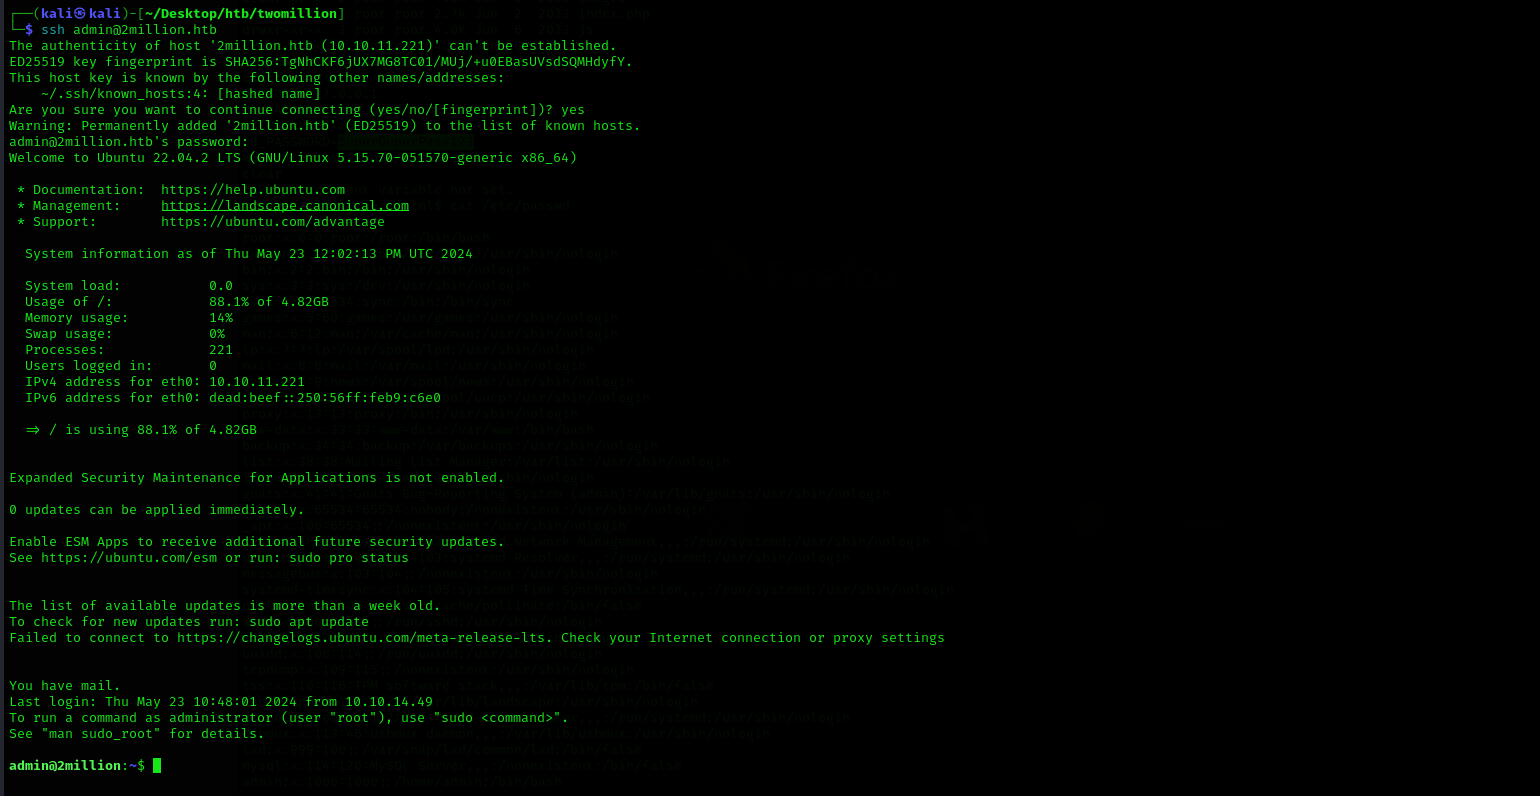 ┌──(kali㉿kali)-[~/Desktop/htb/twomillion]
└─$ ssh admin@2million.htb
The authenticity of host '2million.htb (10.10.11.221)' can't be established.
ED25519 key fingerprint is SHA256:TgNhCKF6jUX7MG8TC01/MUj/+u0EBasUVsdSQMHdyfY.
This host key is known by the following other names/addresses:
    ~/.ssh/known_hosts:4: [hashed name]
Are you sure you want to continue connecting (yes/no/[fingerprint])? yes
Warning: Permanently added '2million.htb' (ED25519) to the list of known hosts.
admin@2million.htb's password:
Welcome to Ubuntu 22.04.2 LTS (GNU/Linux 5.15.70-051570-generic x86_64)
 * Documentation:  https://help.ubuntu.com
 * Management:     https://landscape.canonical.com
 * Support:        https://ubuntu.com/advantage
  System information as of Thu May 23 12:02:13 PM UTC 2024
  System load:           0.0
  Usage of /:            88.1% of 4.82GB
  Memory usage:          14%
  Swap usage:            0%
  Processes:             221
  Users logged in:       0
  IPv4 address for eth0: 10.10.11.221
  IPv6 address for eth0: dead:beef::250:56ff:feb9:c6e0
  => / is using 88.1% of 4.82GB
Expanded Security Maintenance for Applications is not enabled.
0 updates can be applied immediately.
Enable ESM Apps to receive additional future security updates.
See https://ubuntu.com/esm or run: sudo pro status
The list of available updates is more than a week old.
To check for new updates run: sudo apt update
Failed to connect to https://changelogs.ubuntu.com/meta-release-lts. Check your Internet connection or proxy settings
You have mail.
Last login: Thu May 23 10:48:01 2024 from 10.10.14.49
To run a command as administrator (user "root"), use "sudo <command>".
See "man sudo_root" for details.
admin@2million:~$